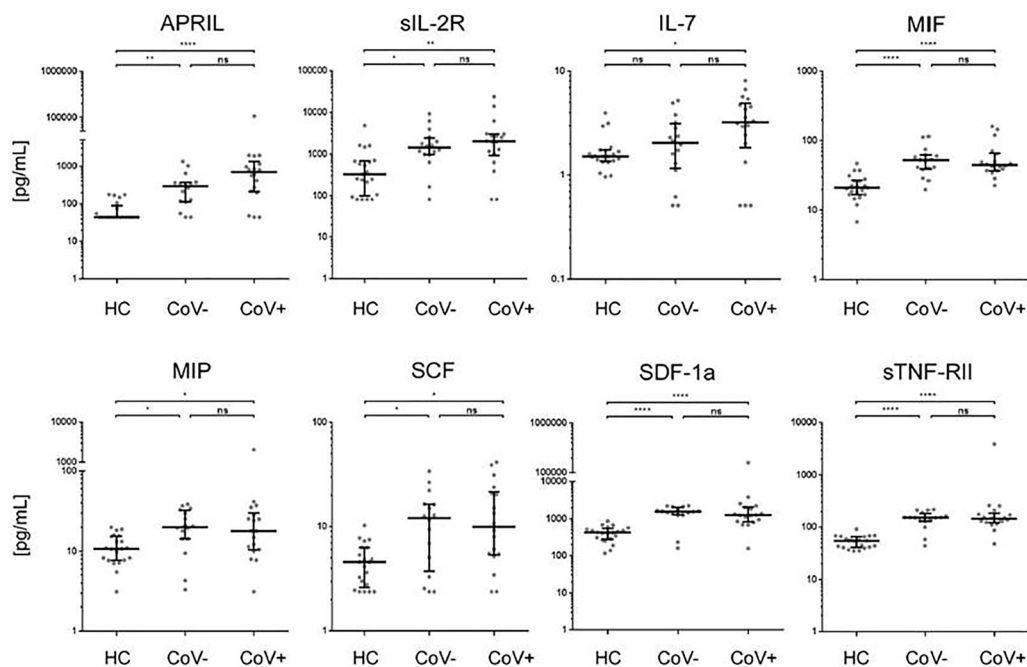 APRIL sIL-2R IL-7 MIF
**** ** * ****
** ns * ns ns ns **** ns
1000000 100000 10 1000
100000 10000
1000 1000 100
[pg/mL]
100 100 1 10
10 10
1 1 0.1 1
HC CoV- CoV+ HC CoV- CoV+ HC CoV- CoV+ HC CoV- CoV+
MIP SCF SDF-1a sTNF-RII
* * **** ****
* ns * ns **** ns **** ns
10000 100 1000000 10000
1000 100000 1000
100 10000
[pg/mL]
10 10 1000 100
100 10
10
1 1 1 1
HC CoV- CoV+ HC CoV- CoV+ HC CoV- CoV+ HC CoV- CoV+